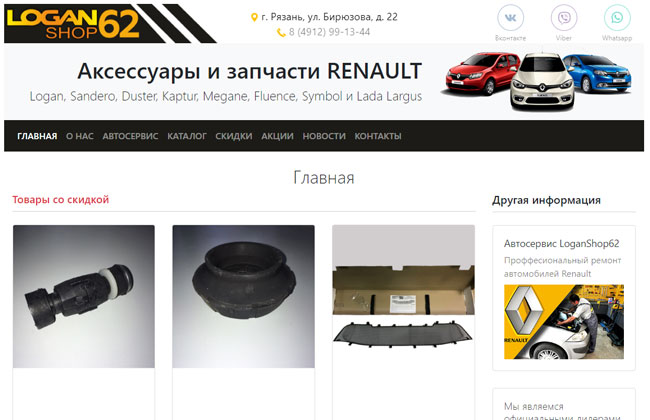 LOGAN
SHOP 62
г. Рязань, ул. Бирюзова, д. 22
8 (4912) 99-13-44
Вконтакте
Viber
Whatsapp
Аксессуары и запчасти RENAULT
Logan, Sandero, Duster, Kaptur, Megane, Fluence, Symbol и Lada Largus
ГЛАВНАЯ О НАС АВТОСЕРВИС КАТАЛОГ СКИДКИ АКЦИИ НОВОСТИ КОНТАКТЫ
Главная
Товары со скидкой
Другая информация
Автосервис LoganShop62
Проффесиональный ремонт
автомобилей Renault
RENAULT
Мы являемся
официальными дилерами